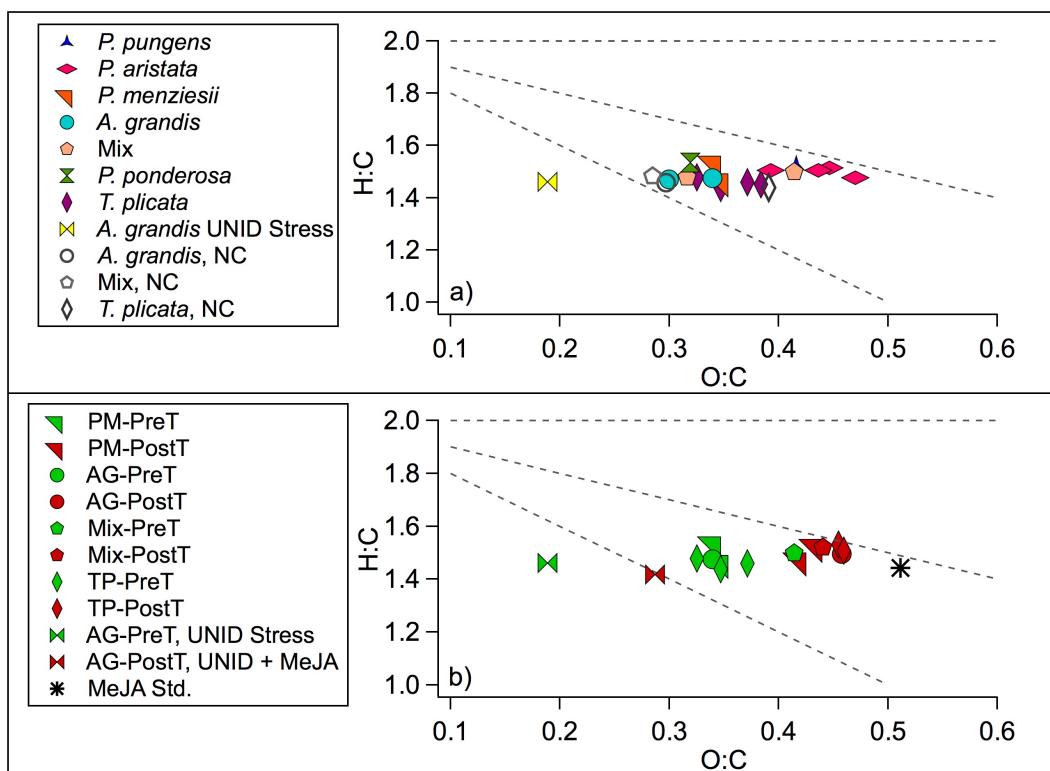 P. pungens
P. aristata
P. menziesii
A. grandis
Mix
P. ponderosa
T. plicata
A. grandis UNID Stress
A. grandis, NC
Mix, NC
T. plicata, NC
H:C
2.0
1.8
1.6
1.4
1.2
1.0
a)
0.1 0.2 0.3 0.4 0.5 0.6
O:C
PM-PreT
PM-PostT
AG-PreT
AG-PostT
Mix-PreT
Mix-PostT
TP-PreT
TP-PostT
AG-PreT, UNID Stress
AG-PostT, UNID + MeJA
MeJA Std.
H:C
2.0
1.8
1.6
1.4
1.2
1.0
b)
0.1 0.2 0.3 0.4 0.5 0.6
O:C